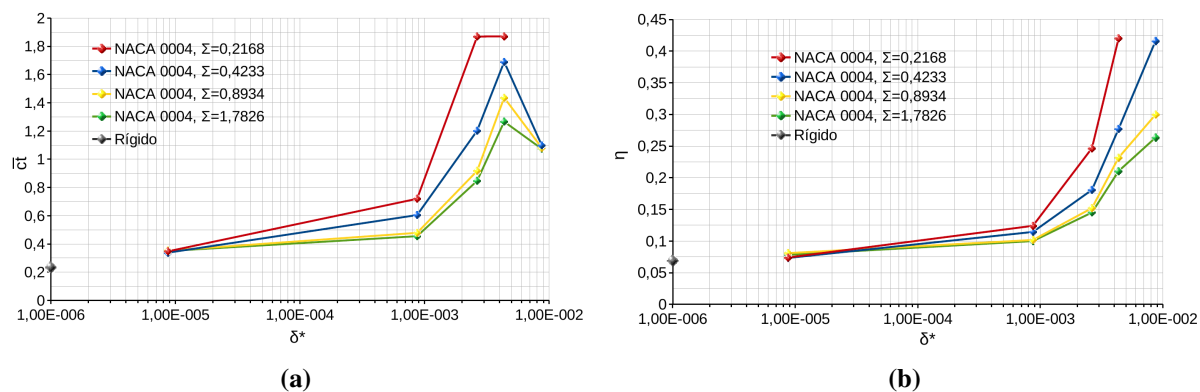 2
1,8
1,6
1,4
1,2
1
0,8
0,6
0,4
0,2
0
c̅t̅
NACA 0004, Σ=0,2168
NACA 0004, Σ=0,4233
NACA 0004, Σ=0,8934
NACA 0004, Σ=1,7826
Rígido
1,00E-006 1,00E-005 1,00E-004 1,00E-003 1,00E-002
δ*
(a)
0,45
0,4
0,35
0,3
0,25
0,2
0,15
0,1
0,05
0
η
NACA 0004, Σ=0,2168
NACA 0004, Σ=0,4233
NACA 0004, Σ=0,8934
NACA 0004, Σ=1,7826
Rígido
1,00E-006 1,00E-005 1,00E-004 1,00E-003 1,00E-002
δ*
(b)